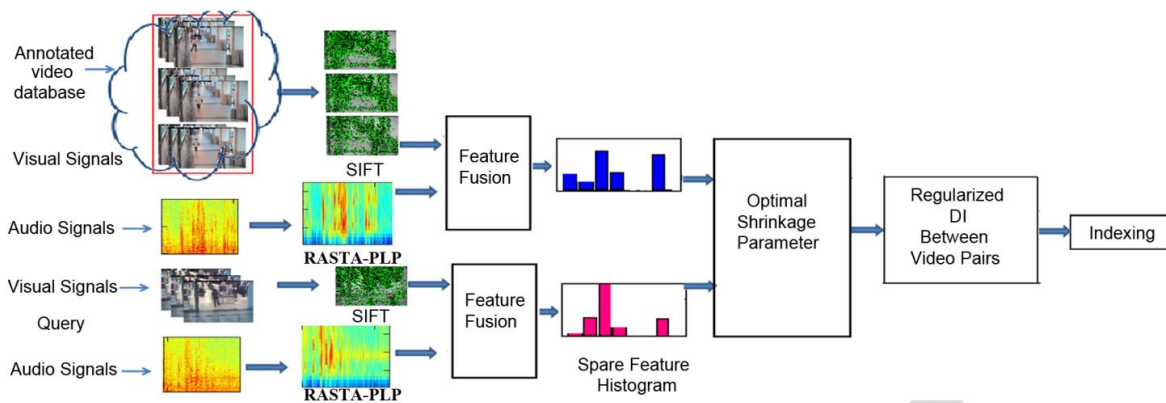 Annotated
video
database
Visual Signals
SIFT
Audio Signals
RASTA-PLP
Feature
Fusion
Visual Signals
Query
SIFT
Audio Signals
RASTA-PLP
Feature
Fusion
Spare Feature
Histogram
Optimal
Shrinkage
Parameter
Regularized
DI
Between
Video Pairs
Indexing